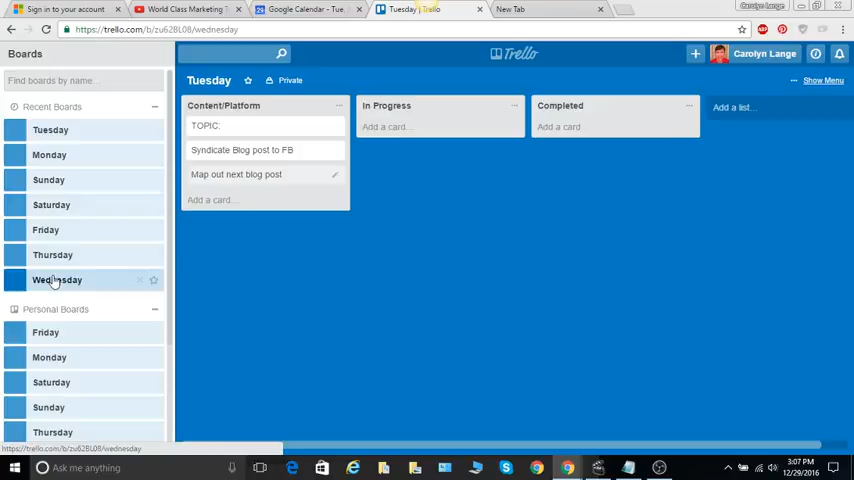 Sign in to your account
World Class Marketing T
Google Calendar - Tue,
Tuesday | Trello
New Tab
Carolyn Lange
https://trello.com/b/zu62BL08/wednesday
Boards
Trello
Carolyn Lange
Find boards by name...
Tuesday
Private
Show Menu
Recent Boards
Tuesday
Monday
Sunday
Saturday
Friday
Thursday
Wednesday
Personal Boards
Friday
Monday
Saturday
Sunday
Thursday
Content/Platform
TOPIC:
Syndicate Blog post to FB
Map out next blog post
Add a card...
In Progress
Add a card...
Completed
Add a card
Add a list...
https://trello.com/b/zu62BL08/wednesday
Ask me anything
3:07 PM
12/29/2016